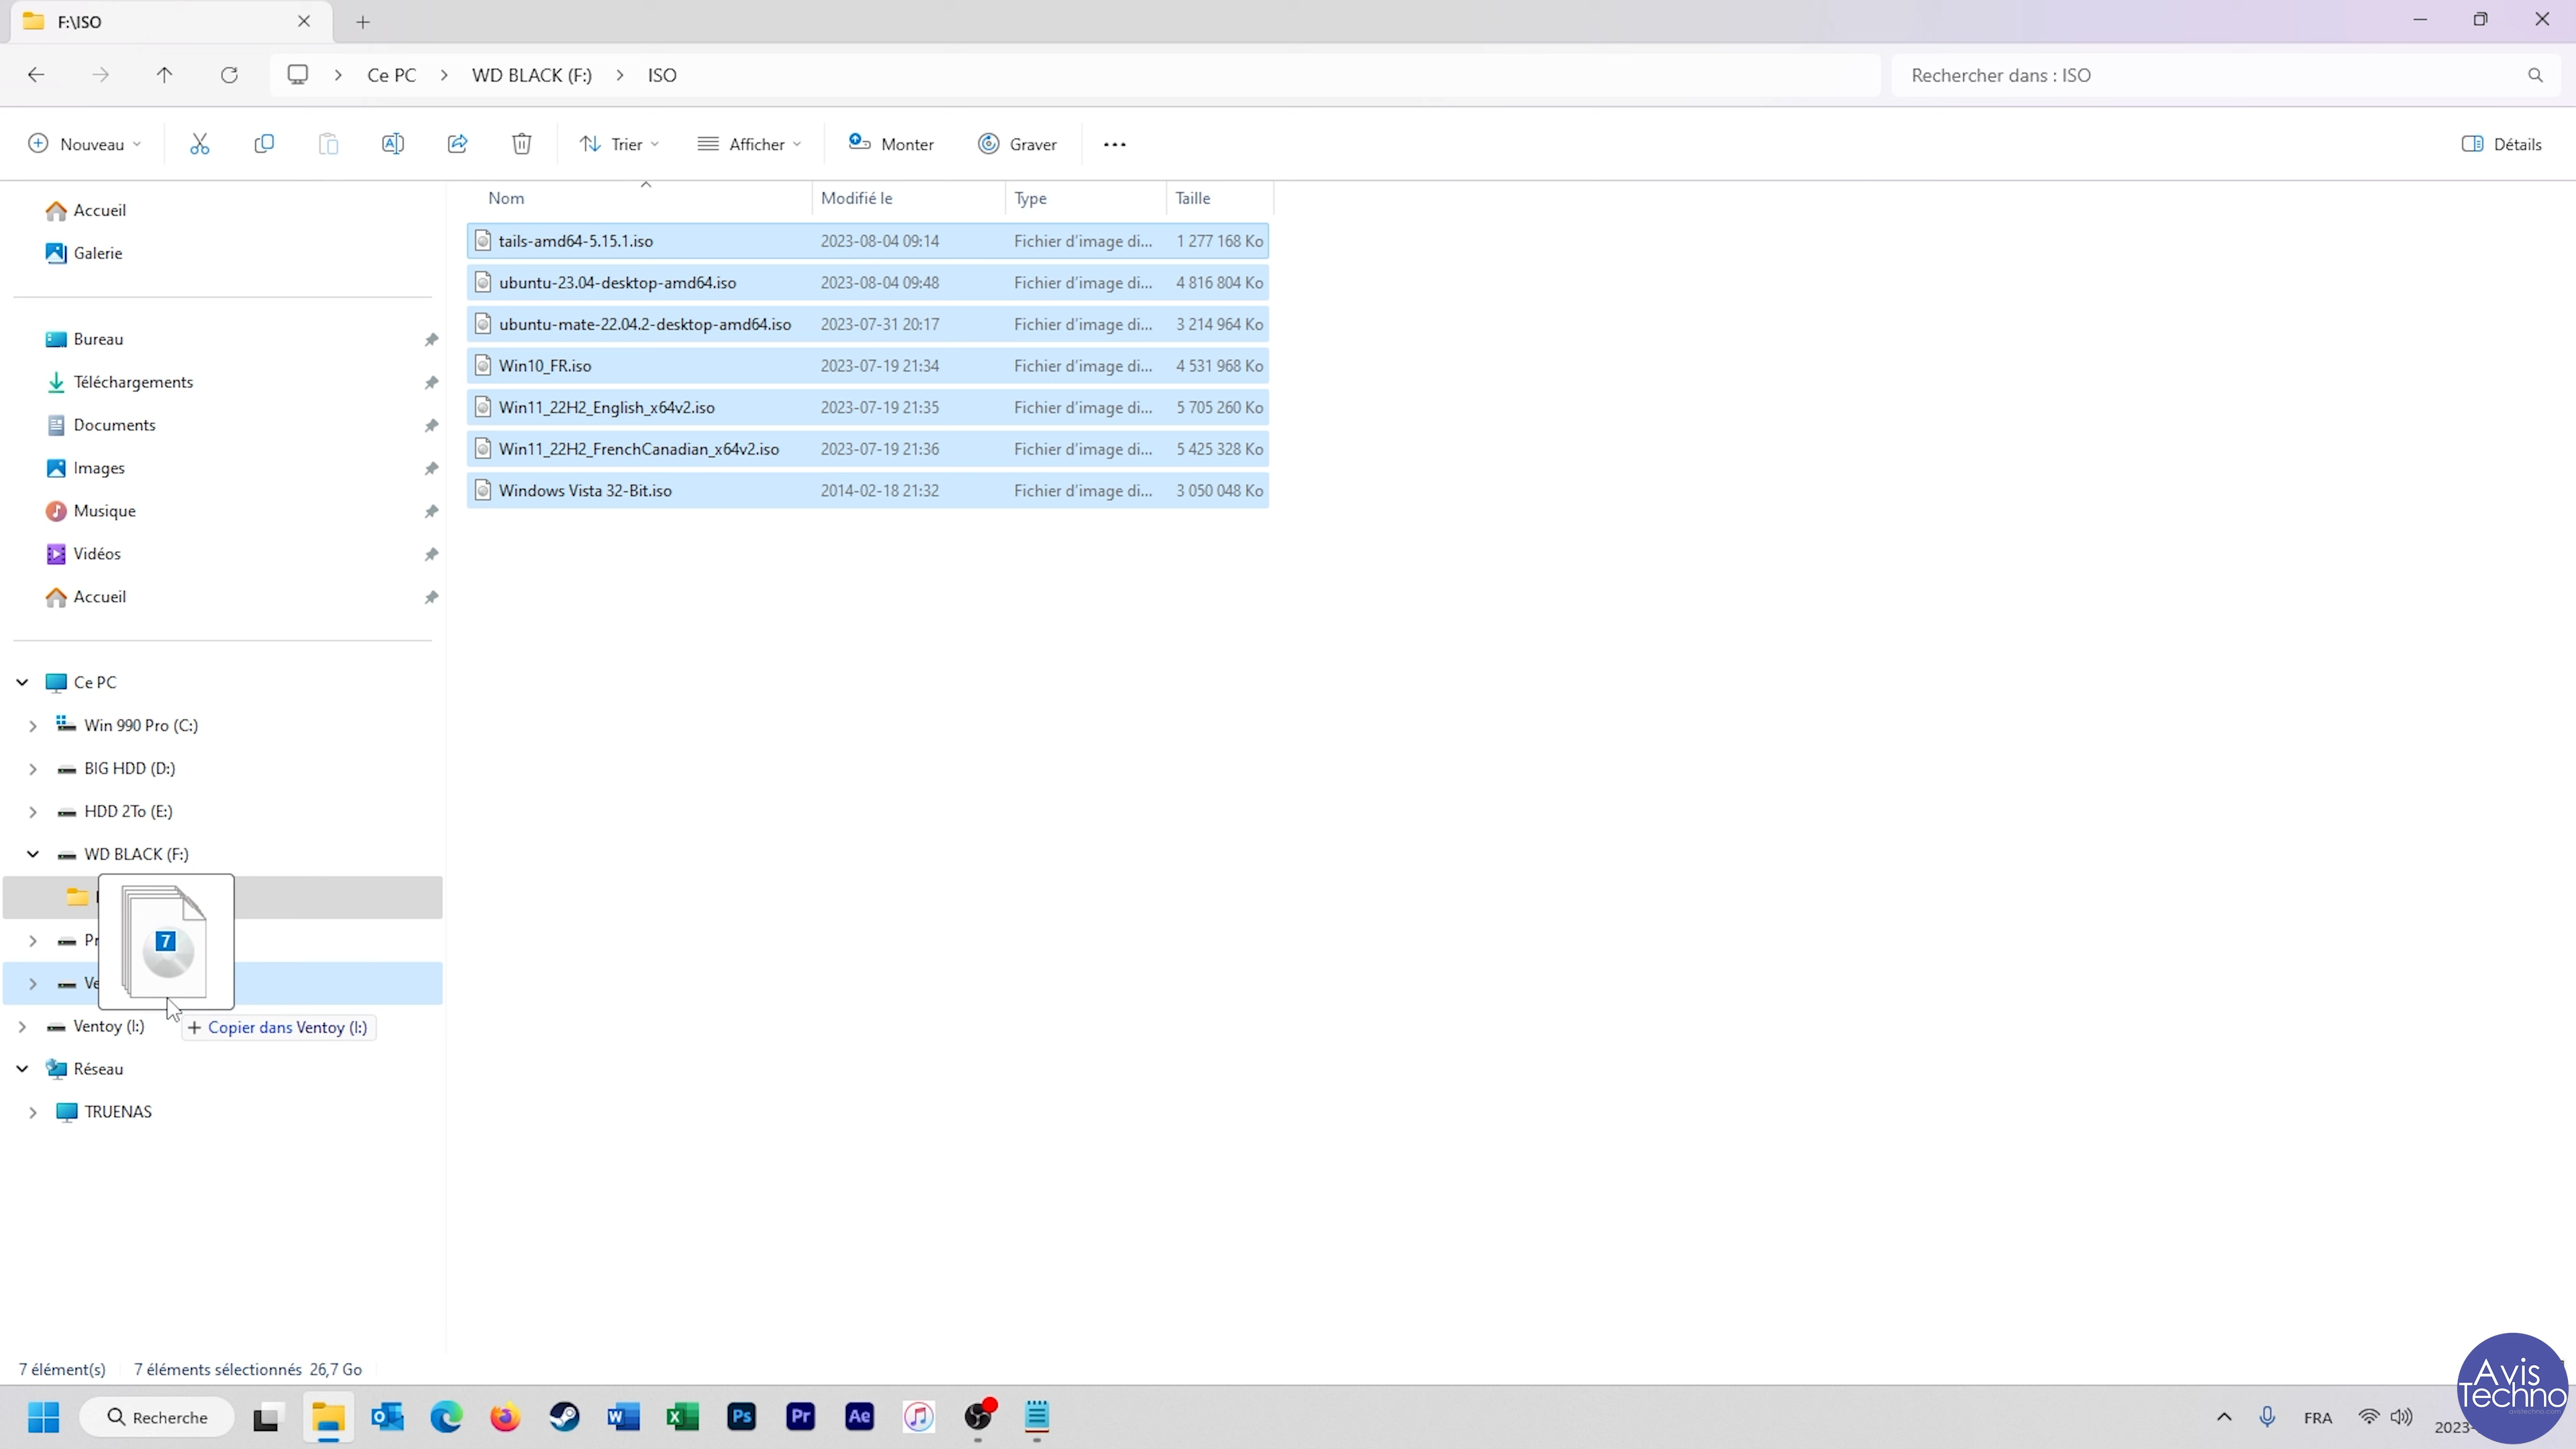 F:\ISO
Ce PC
WD BLACK (F:)
ISO
Rechercher dans : ISO
Nouveau
Trier
Afficher
Monter
Graver
Détails
Nom Modifié le Type Taille
tails-amd64-5.15.1.iso 2023-08-04 09:14 Fichier d'image di... 1 277 168 Ko
ubuntu-23.04-desktop-amd64.iso 2023-08-04 09:48 Fichier d'image di... 4 816 804 Ko
ubuntu-mate-22.04.2-desktop-amd64.iso 2023-07-31 20:17 Fichier d'image di... 3 214 964 Ko
Win10_FR.iso 2023-07-19 21:34 Fichier d'image di... 4 531 968 Ko
Win11_22H2_English_x64v2.iso 2023-07-19 21:35 Fichier d'image di... 5 705 260 Ko
Win11_22H2_FrenchCanadian_x64v2.iso 2023-07-19 21:36 Fichier d'image di... 5 425 328 Ko
Windows Vista 32-Bit.iso 2014-02-18 21:32 Fichier d'image di... 3 050 048 Ko
Accueil
Galerie
Bureau
Téléchargements
Documents
Images
Musique
Vidéos
Accueil
Ce PC
Win 990 Pro (C:)
BIG HDD (D:)
HDD 2To (E:)
WD BLACK (F:)
7
Pr
Ve
Ventoy (I:)
+ Copier dans Ventoy (I:)
Réseau
TRUENAS
7 élément(s) 7 éléments sélectionnés 26,7 Go
Recherche
W
X
Ps
Pr
Ae
FRA
2023-
Avis
Techno